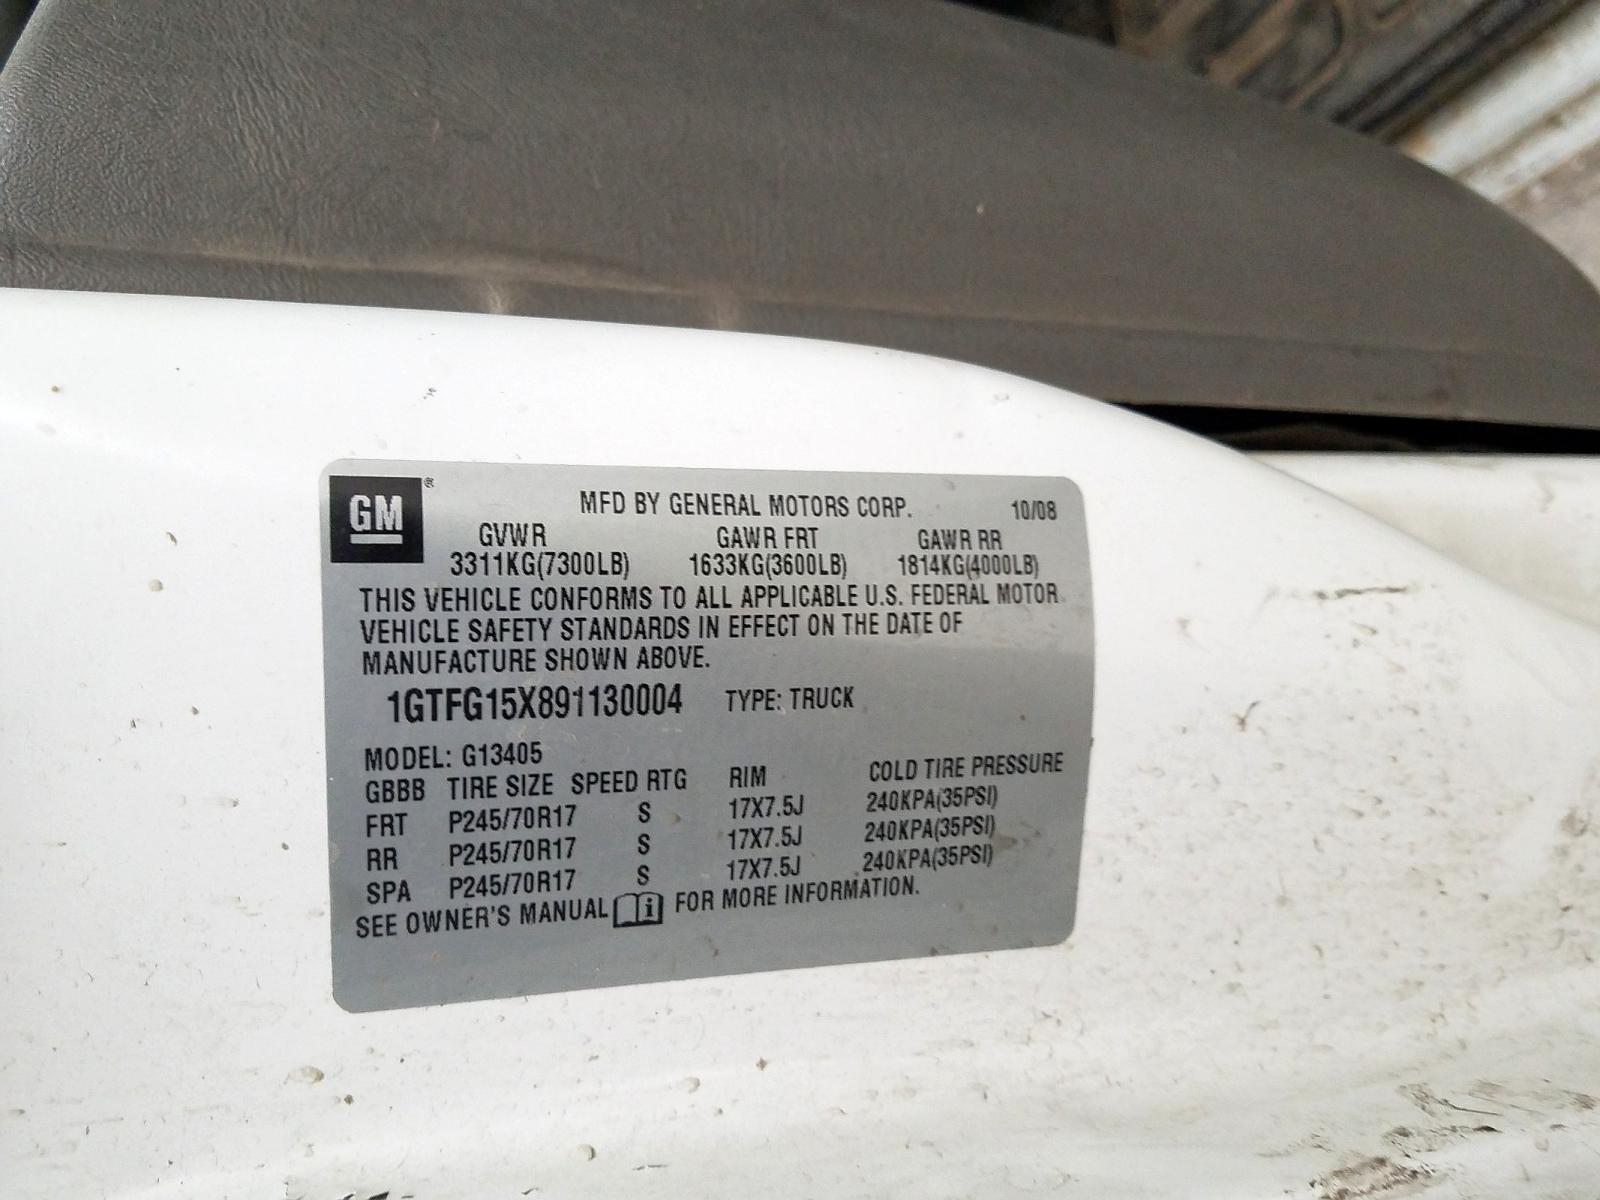 GM®
MFD BY GENERAL MOTORS CORP. 10/08
GVWR GAWR FRT GAWR RR
3311KG(7300LB) 1633KG(3600LB) 1814KG(4000LB)
THIS VEHICLE CONFORMS TO ALL APPLICABLE U.S. FEDERAL MOTOR
VEHICLE SAFETY STANDARDS IN EFFECT ON THE DATE OF
MANUFACTURE SHOWN ABOVE.
1GTFG15X891130004 TYPE: TRUCK
MODEL: G13405
GBBB TIRE SIZE SPEED RTG RIM COLD TIRE PRESSURE
FRT P245/70R17 S 17X7.5J 240KPA(35PSI)
RR P245/70R17 S 17X7.5J 240KPA(35PSI)
SPA P245/70R17 S 17X7.5J 240KPA(35PSI)
SEE OWNER'S MANUAL i FOR MORE INFORMATION.